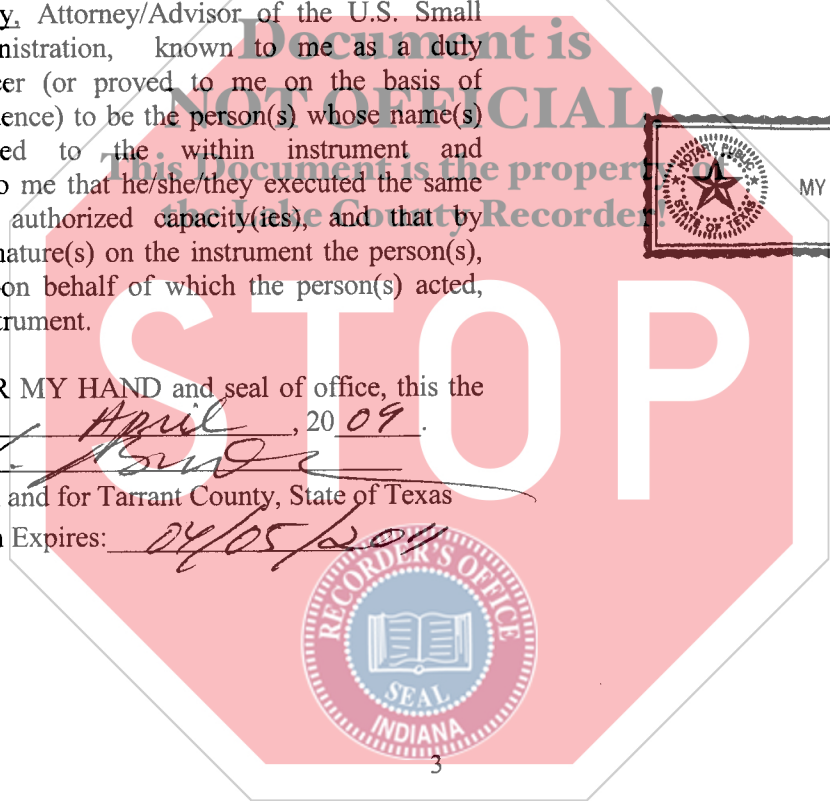 y, Attorney/Advisor of the U.S. Small
nistration, known to me as a duly
er (or proved to me on the basis of
ence) to be the person(s) whose name(s)
ed to the within instrument and
o me that he/she/they executed the same
authorized capacity(ies), and that by
nature(s) on the instrument the person(s),
on behalf of which the person(s) acted,
trument.
Document is
NOT OFFICIAL!
This Document is the property of
the Lake County Recorder!
NOTARY PUBLIC
STATE OF TEXAS
MY
STOP
R MY HAND and seal of office, this the
April, 2009.
and for Tarrant County, State of Texas
n Expires: 04/05/2011
RECORDER'S OFFICE
SEAL
INDIANA
3